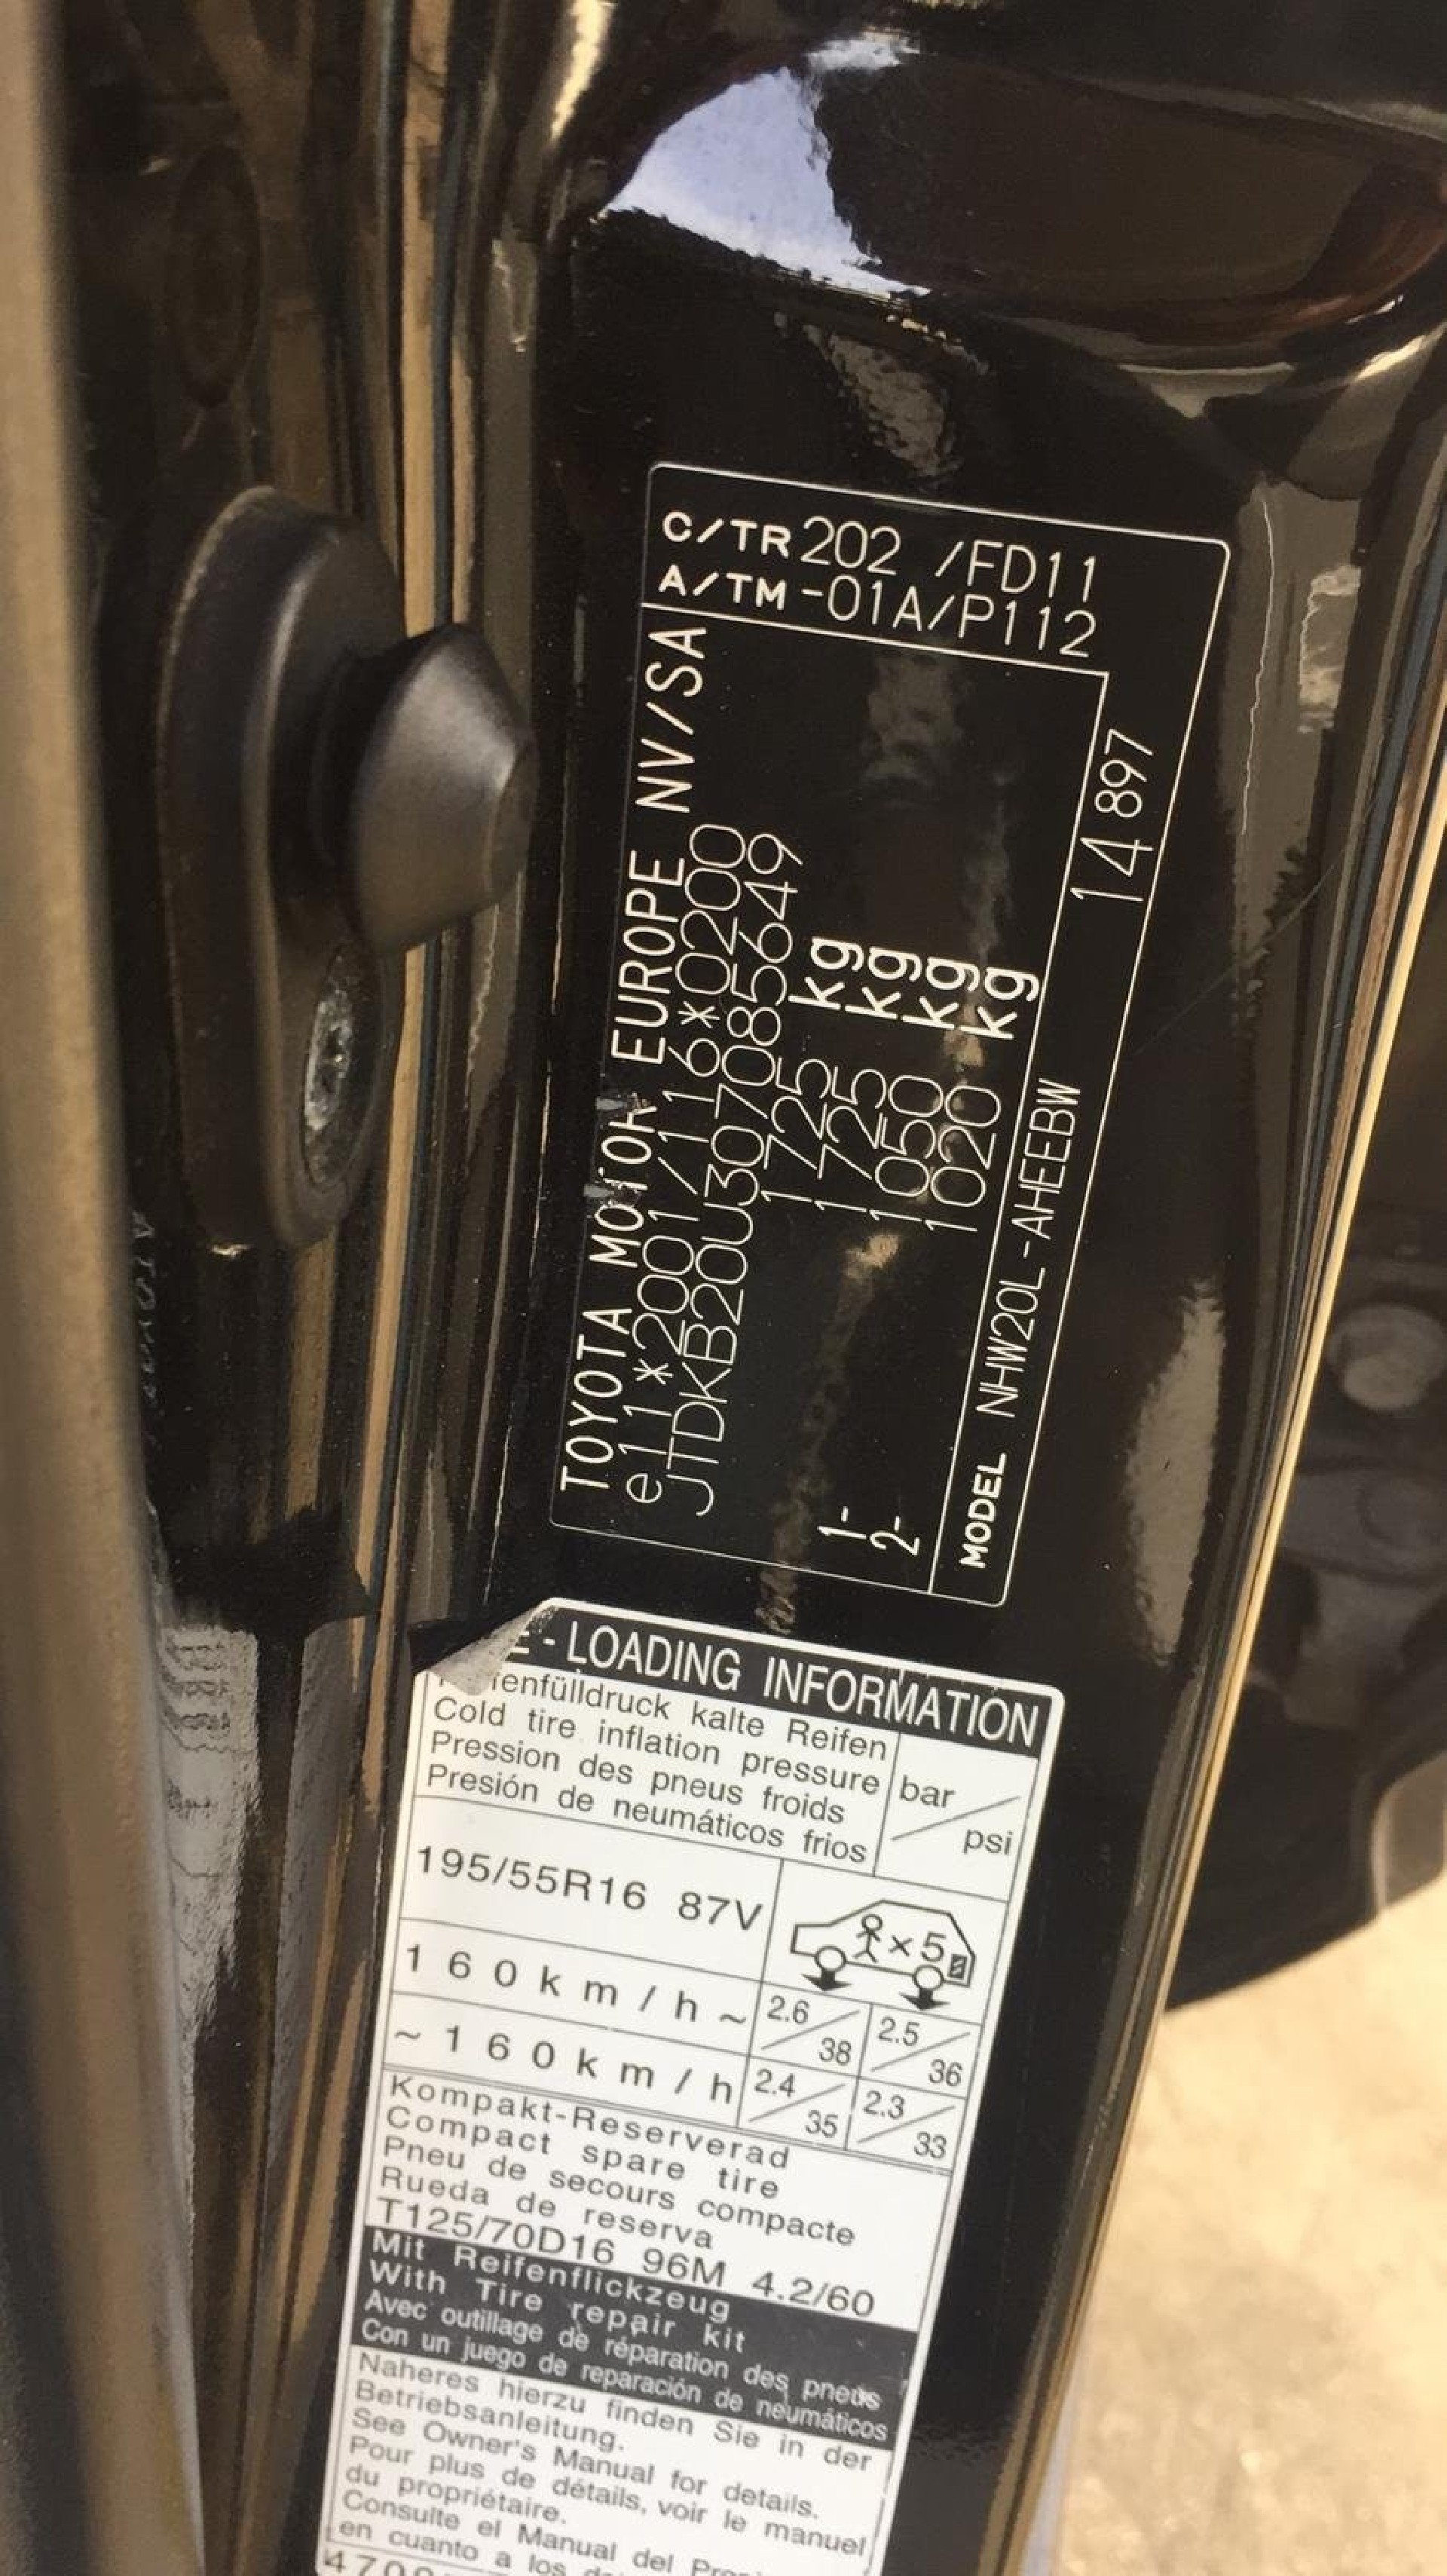 C/TR 202 /FD11
A/TM -01A/P112
TOYOTA MOTOR EUROPE NV/SA
e11*2001/116*0200
JTDKB20U307085649
1725 kg
1725 kg
1- 1050 kg
2- 1020 kg
MODEL NHW20L-AHEEBW 14 897
- LOADING INFORMATION
ifenfülldruck kalte Reifen
Cold tire inflation pressure
Pression des pneus froids
Presión de neumáticos frios
bar / psi
195/55R16 87V
×5
160km/h~ 2.6/38 2.5/36
~160km/h 2.4/35 2.3/33
Kompakt-Reserverad
Compact spare tire
Pneu de secours compacte
Rueda de reserva
T125/70D16 96M 4.2/60
Mit Reifenflickzeug
With Tire repair kit
Avec outillage de réparation des pneus
Con un juego de reparación de neumáticos
Naheres hierzu finden Sie in der
Betriebsanleitung.
See Owner's Manual for details.
Pour plus de détails, voir le manuel
du propriétaire.
Consulte el Manual del
en cuanto a los